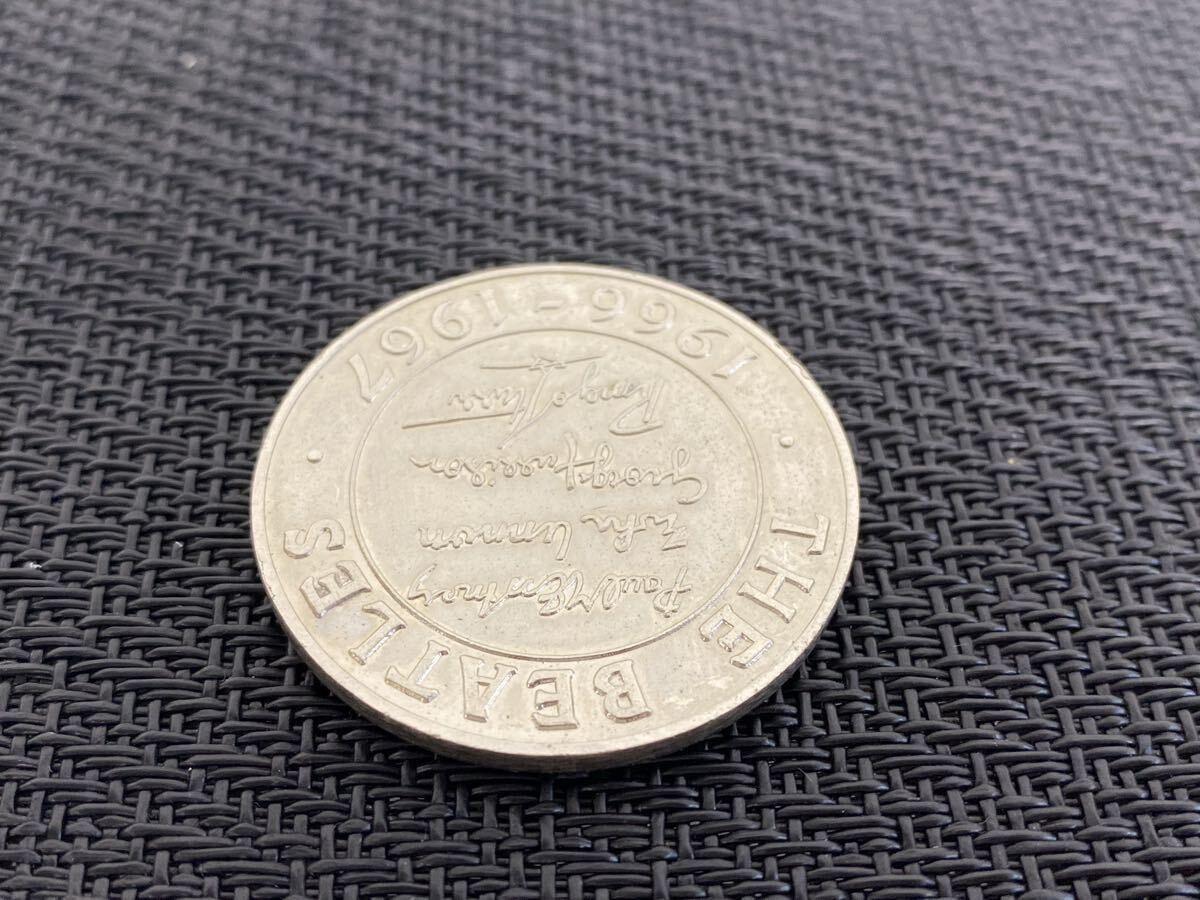 THE BEATLES
Paul McCartney
John Lennon
George Harrison
Ringo Starr
1966-1967